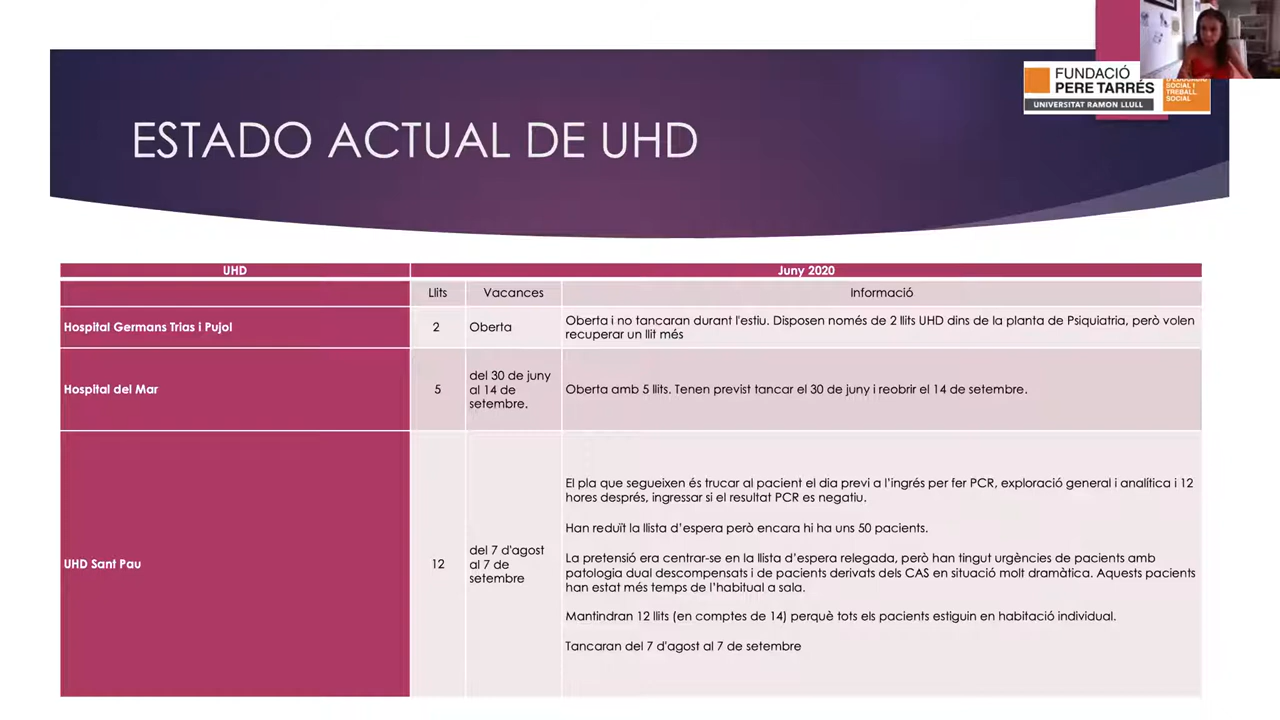 FUNDACIÓ
PERE TARRÉS
UNIVERSITAT RAMON LLULL
SOCIAL I
TREBALL
SOCIAL
ESTADO ACTUAL DE UHD
UHD
Juny 2020
Llits
Vacances
Informació
Hospital Germans Trias i Pujol
2
Oberta
Oberta i no tancaran durant l'estiu. Disposen només de 2 llits UHD dins de la planta de Psiquiatria, però volen
recuperar un llit més
Hospital del Mar
5
del 30 de juny
al 14 de
setembre.
Oberta amb 5 llits. Tenen previst tancar el 30 de juny i reobrir el 14 de setembre.
UHD Sant Pau
12
del 7 d'agost
al 7 de
setembre
El pla que segueixen és trucar al pacient el dia previ a l'ingrés per fer PCR, exploració general i analítica i 12
hores després, ingressar si el resultat PCR es negatiu.
Han reduït la llista d'espera però encara hi ha uns 50 pacients.
La pretensió era centrar-se en la llista d'espera relegada, però han tingut urgències de pacients amb
patologia dual descompensats i de pacients derivats dels CAS en situació molt dramàtica. Aquests pacients
han estat més temps de l'habitual a sala.
Mantindran 12 llits (en comptes de 14) perquè tots els pacients estiguin en habitació individual.
Tancaran del 7 d'agost al 7 de setembre